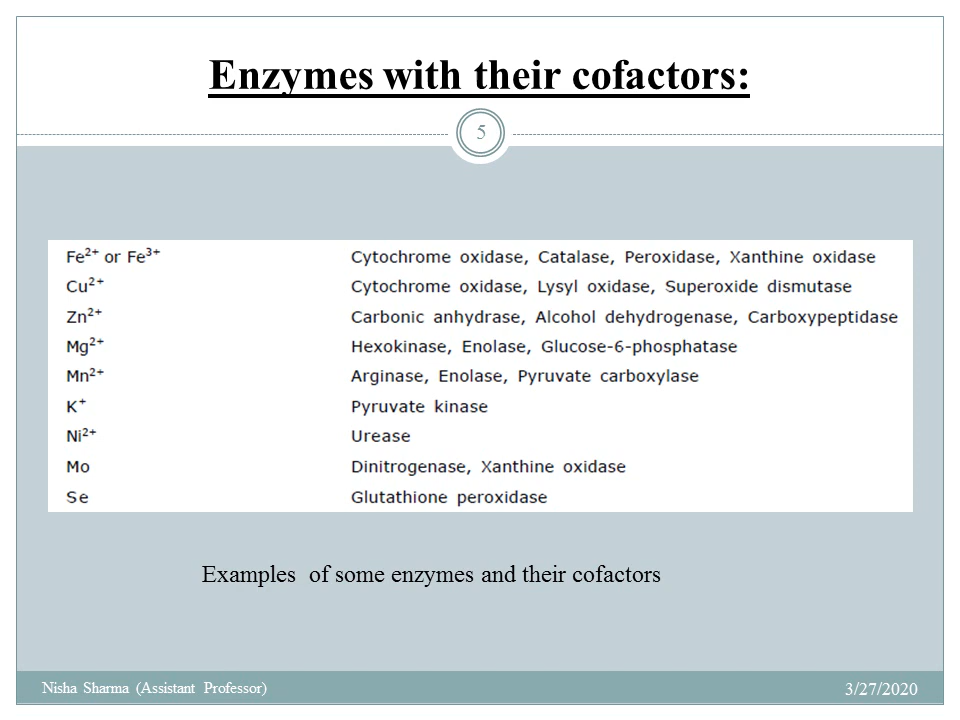 Enzymes with their cofactors:
5
Fe²⁺ or Fe³⁺ Cytochrome oxidase, Catalase, Peroxidase, Xanthine oxidase
Cu²⁺ Cytochrome oxidase, Lysyl oxidase, Superoxide dismutase
Zn²⁺ Carbonic anhydrase, Alcohol dehydrogenase, Carboxypeptidase
Mg²⁺ Hexokinase, Enolase, Glucose-6-phosphatase
Mn²⁺ Arginase, Enolase, Pyruvate carboxylase
K⁺ Pyruvate kinase
Ni²⁺ Urease
Mo Dinitrogenase, Xanthine oxidase
Se Glutathione peroxidase
Examples of some enzymes and their cofactors
Nisha Sharma (Assistant Professor) 3/27/2020